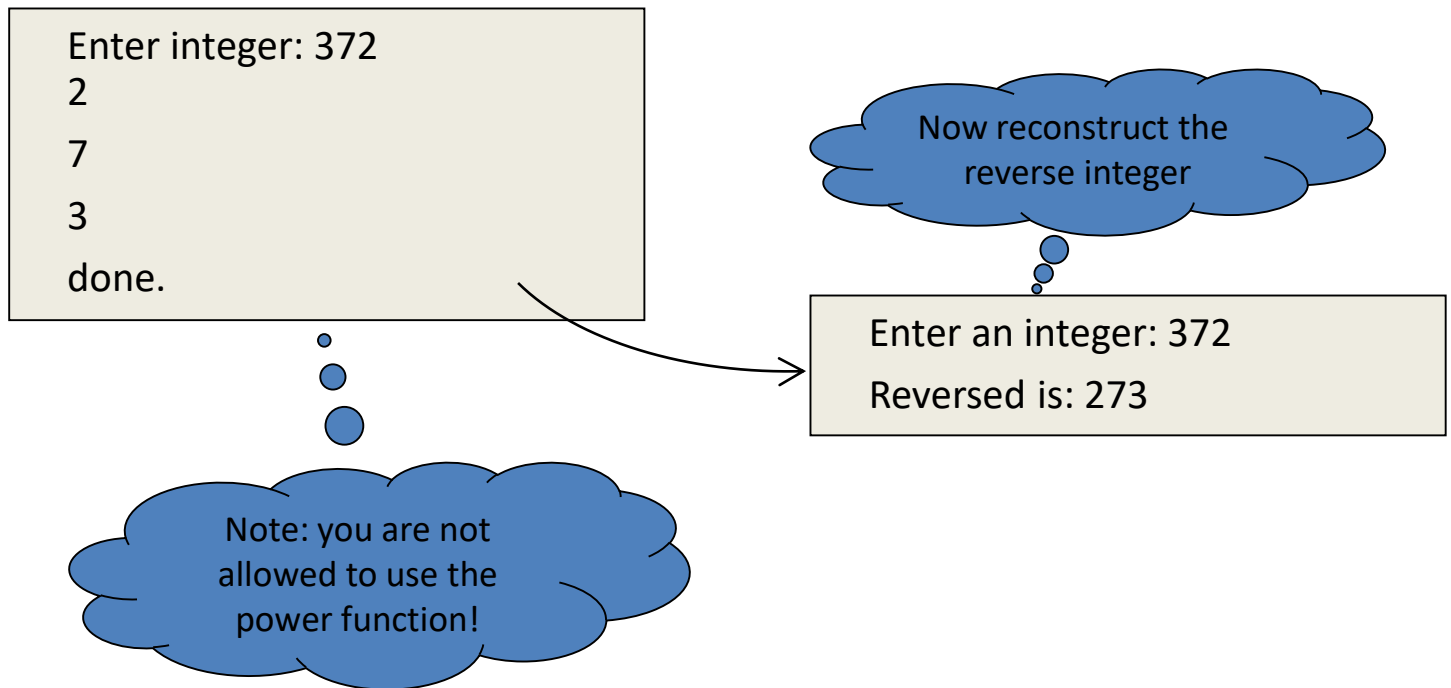 Enter integer: 372
2
7
3
done.
Now reconstruct the
reverse integer
Enter an integer: 372
Reversed is: 273
Note: you are not
allowed to use the
power function!